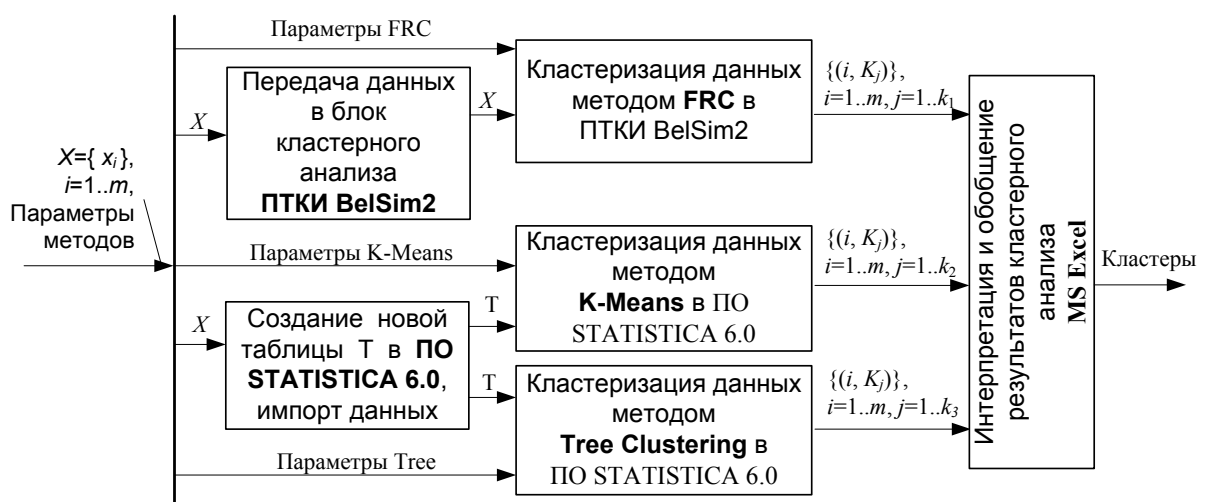 X={ xᵢ},
i=1..m,
Параметры
методов
Параметры FRC
X
Передача данных
в блок
кластерного
анализа
ПТКИ BelSim2
X
Кластеризация данных
методом FRC в
ПТКИ BelSim2
{(i, Kⱼ)},
i=1..m, j=1..k₁
Параметры K-Means
X
Создание новой
таблицы Т в ПО
STATISTICA 6.0,
импорт данных
T
T
Кластеризация данных
методом
K-Means в ПО
STATISTICA 6.0
{(i, Kⱼ)},
i=1..m, j=1..k₂
Параметры Tree
Кластеризация данных
методом
Tree Clustering в
ПО STATISTICA 6.0
{(i, Kⱼ)},
i=1..m, j=1..k₃
Интерпретация и обобщение
результатов кластерного
анализа
MS Excel
Кластеры